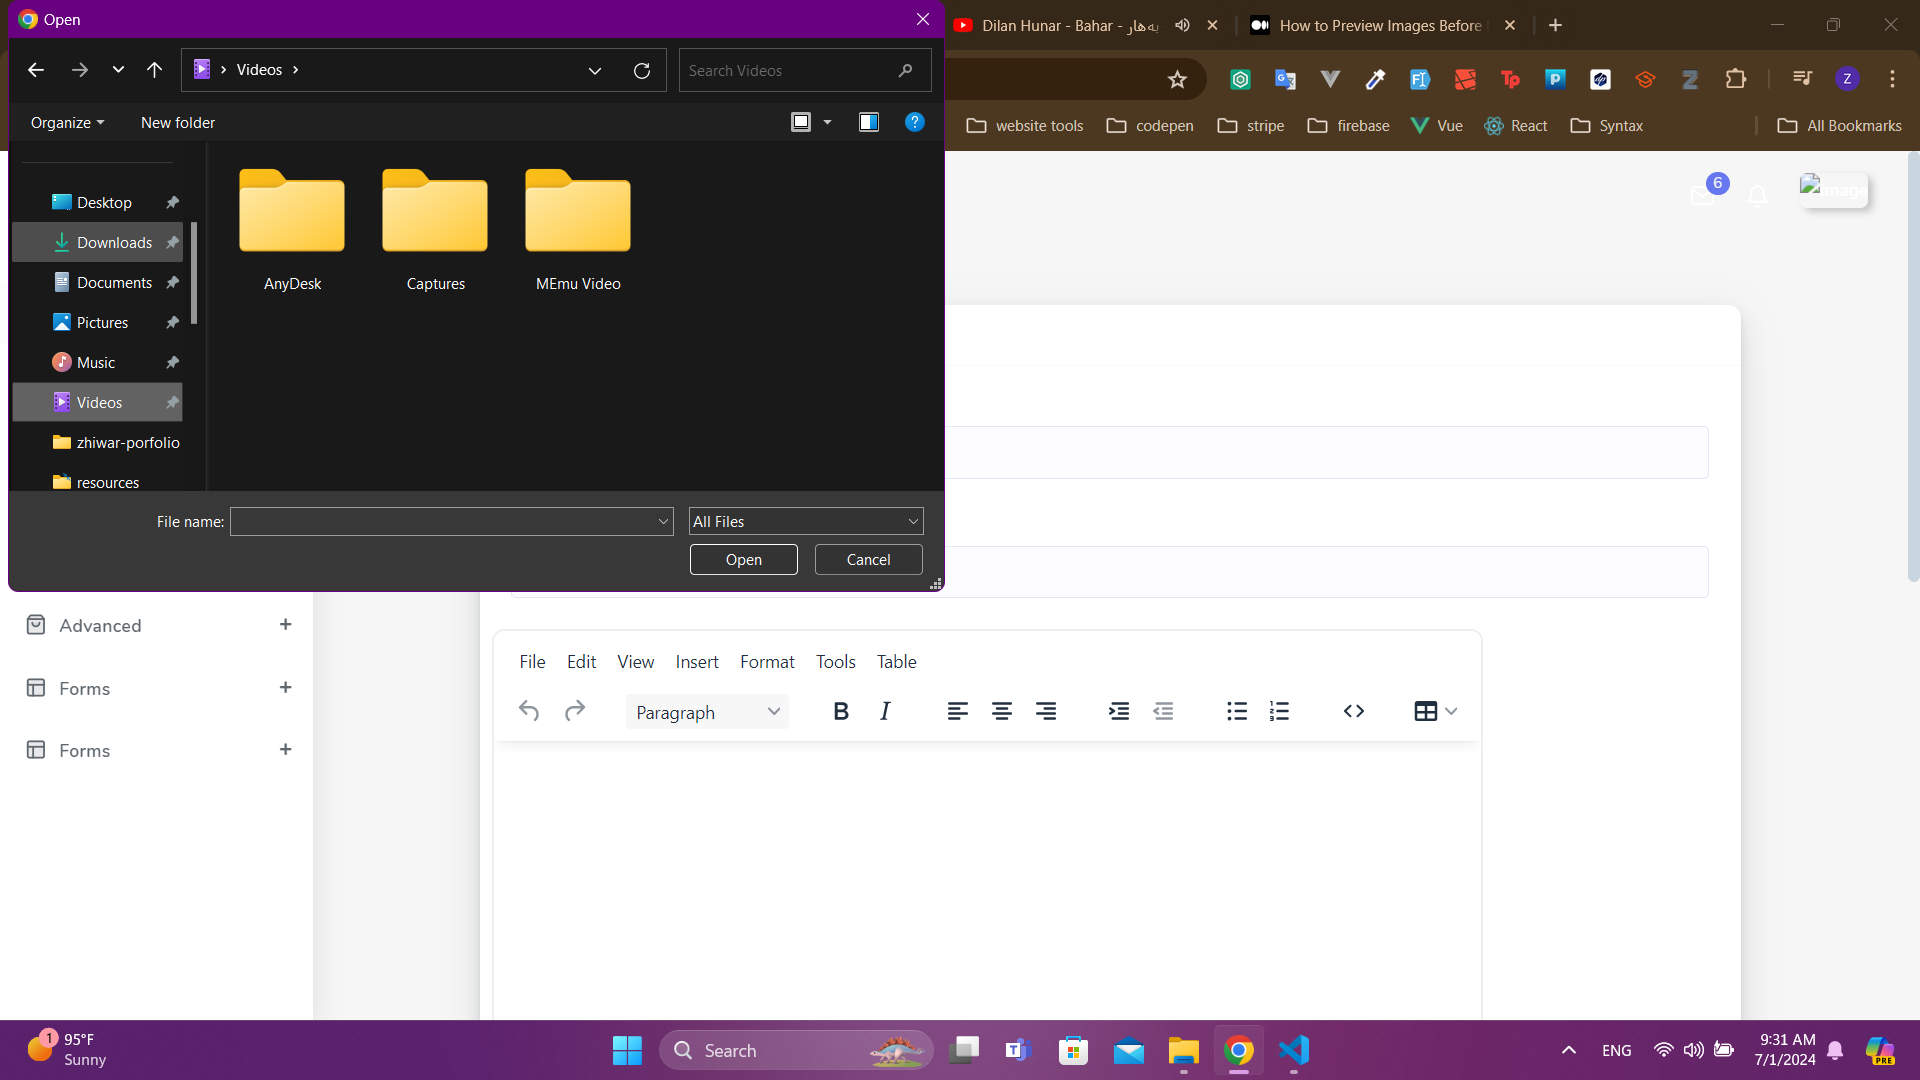 Open
Dilan Hunar - Bahar - بەهار
How to Preview Images Before
Videos
Search Videos
Organize
New folder
website tools
codepen
stripe
firebase
Vue
React
Syntax
All Bookmarks
Desktop
Downloads
Documents
Pictures
Music
Videos
zhiwar-porfolio
resources
AnyDesk
Captures
MEmu Video
6
image
File name:
All Files
Open
Cancel
Advanced
Forms
Forms
File
Edit
View
Insert
Format
Tools
Table
Paragraph
B
I
1
95°F
Sunny
Search
ENG
9:31 AM
7/1/2024
PRE